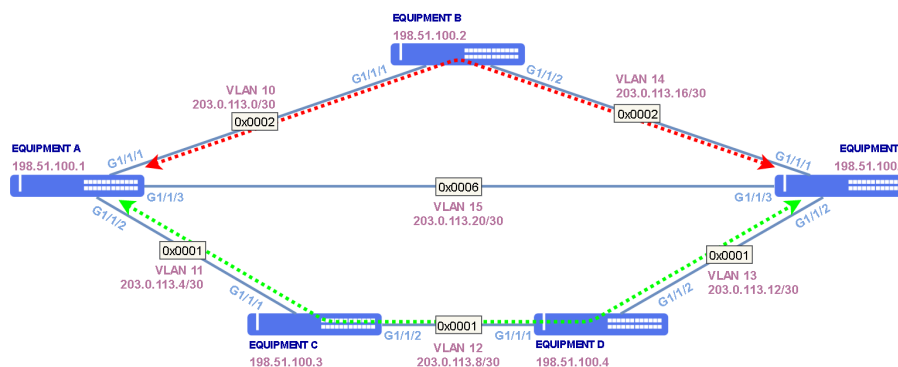 EQUIPMENT B
198.51.100.2
G1/1/1
G1/1/2
VLAN 10
203.0.113.0/30
VLAN 14
203.0.113.16/30
0x0002
0x0002
EQUIPMENT A
198.51.100.1
G1/1/1
EQUIPMENT
198.51.100.
G1/1/1
G1/1/3
0x0006
G1/1/3
VLAN 15
203.0.113.20/30
G1/1/2
G1/1/2
0x0001
VLAN 11
203.0.113.4/30
0x0001
VLAN 13
203.0.113.12/30
G1/1/1
G1/1/2
EQUIPMENT C
198.51.100.3
G1/1/2
0x0001
G1/1/1
VLAN 12
203.0.113.8/30
EQUIPMENT D
198.51.100.4